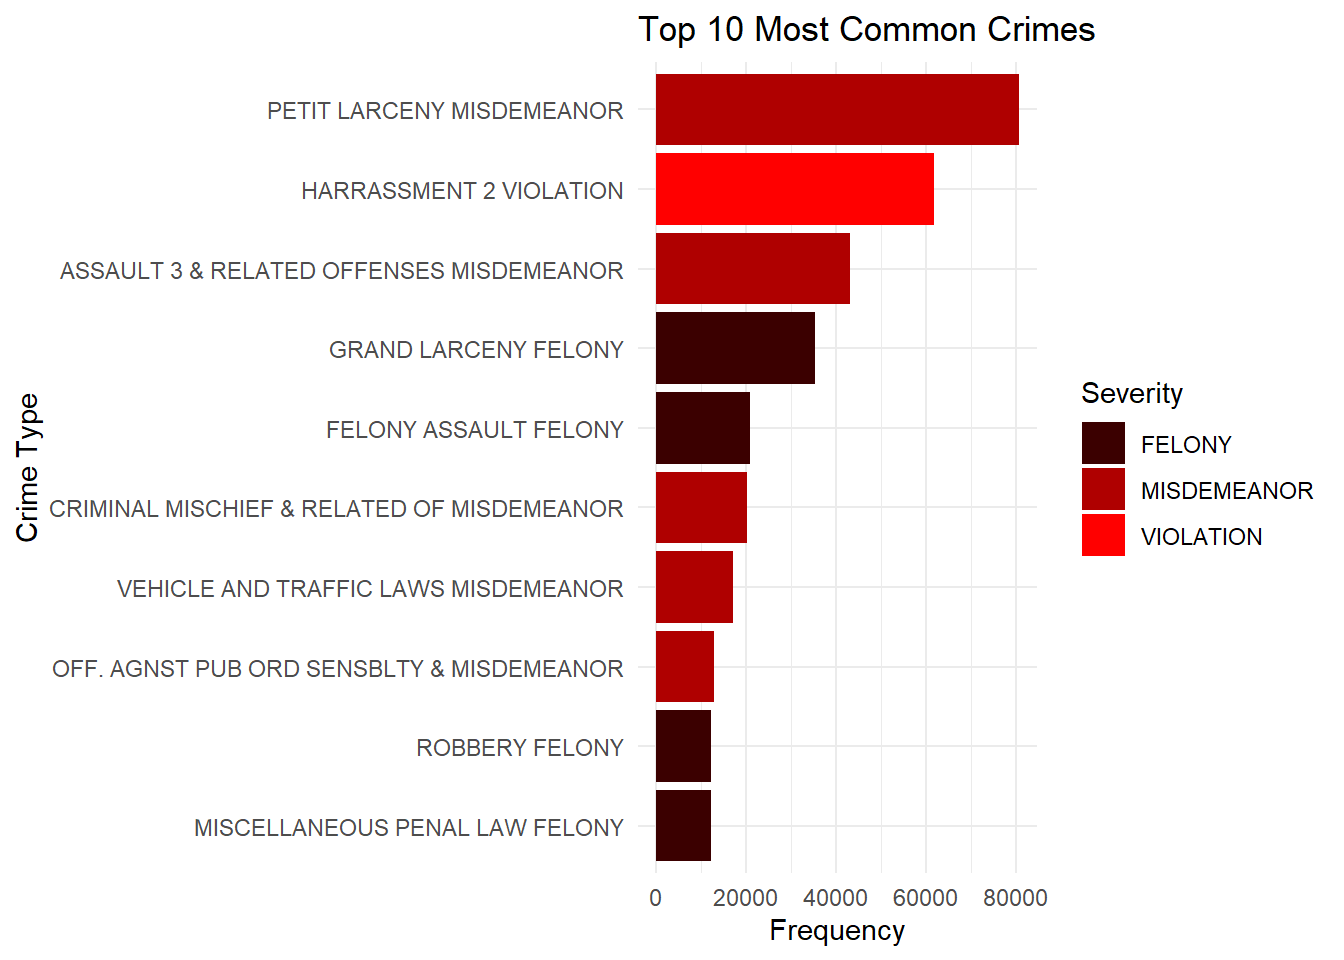 Top 10 Most Common Crimes
Crime Type
PETIT LARCENY MISDEMEANOR
HARRASSMENT 2 VIOLATION
ASSAULT 3 & RELATED OFFENSES MISDEMEANOR
GRAND LARCENY FELONY
FELONY ASSAULT FELONY
CRIMINAL MISCHIEF & RELATED OF MISDEMEANOR
VEHICLE AND TRAFFIC LAWS MISDEMEANOR
OFF. AGNST PUB ORD SENSBLTY & MISDEMEANOR
ROBBERY FELONY
MISCELLANEOUS PENAL LAW FELONY
0 20000 40000 60000 80000
Frequency
Severity
FELONY
MISDEMEANOR
VIOLATION